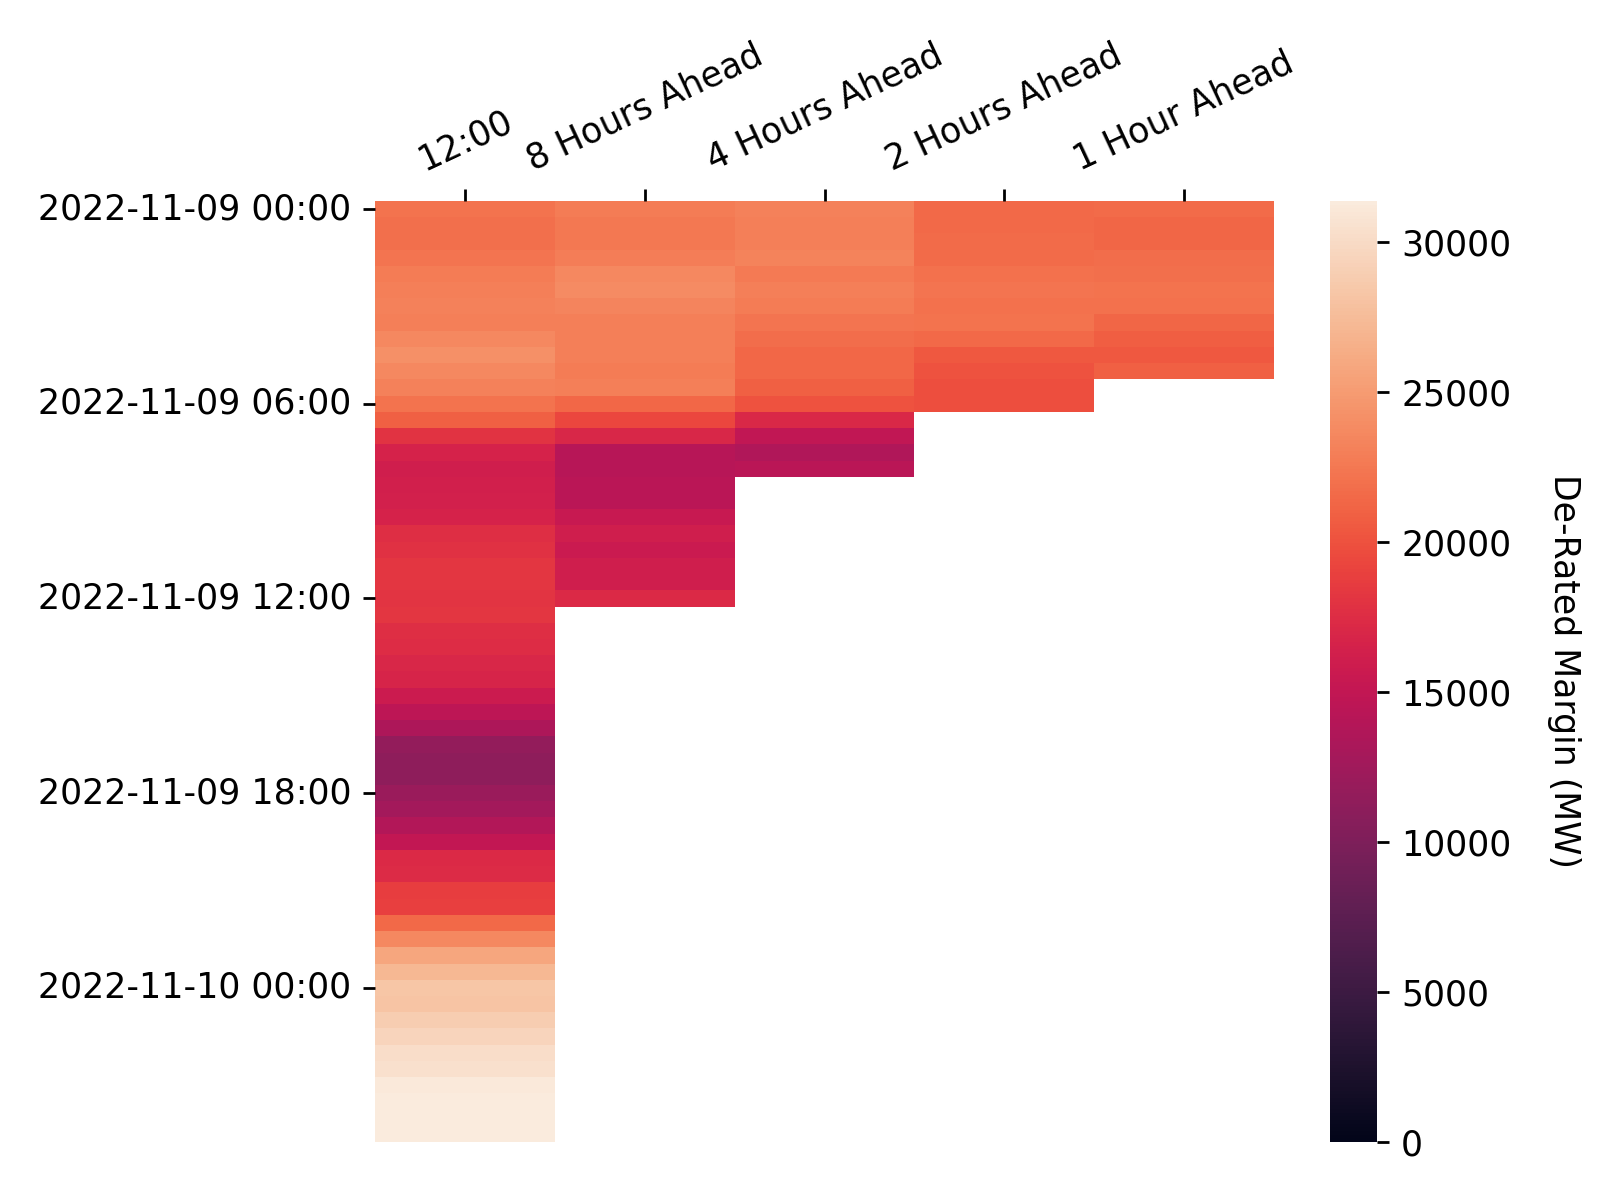 12:00
8 Hours Ahead
4 Hours Ahead
2 Hours Ahead
1 Hour Ahead
2022-11-09 00:00
2022-11-09 06:00
2022-11-09 12:00
2022-11-09 18:00
2022-11-10 00:00
30000
25000
20000
15000
10000
5000
0
De-Rated Margin (MW)